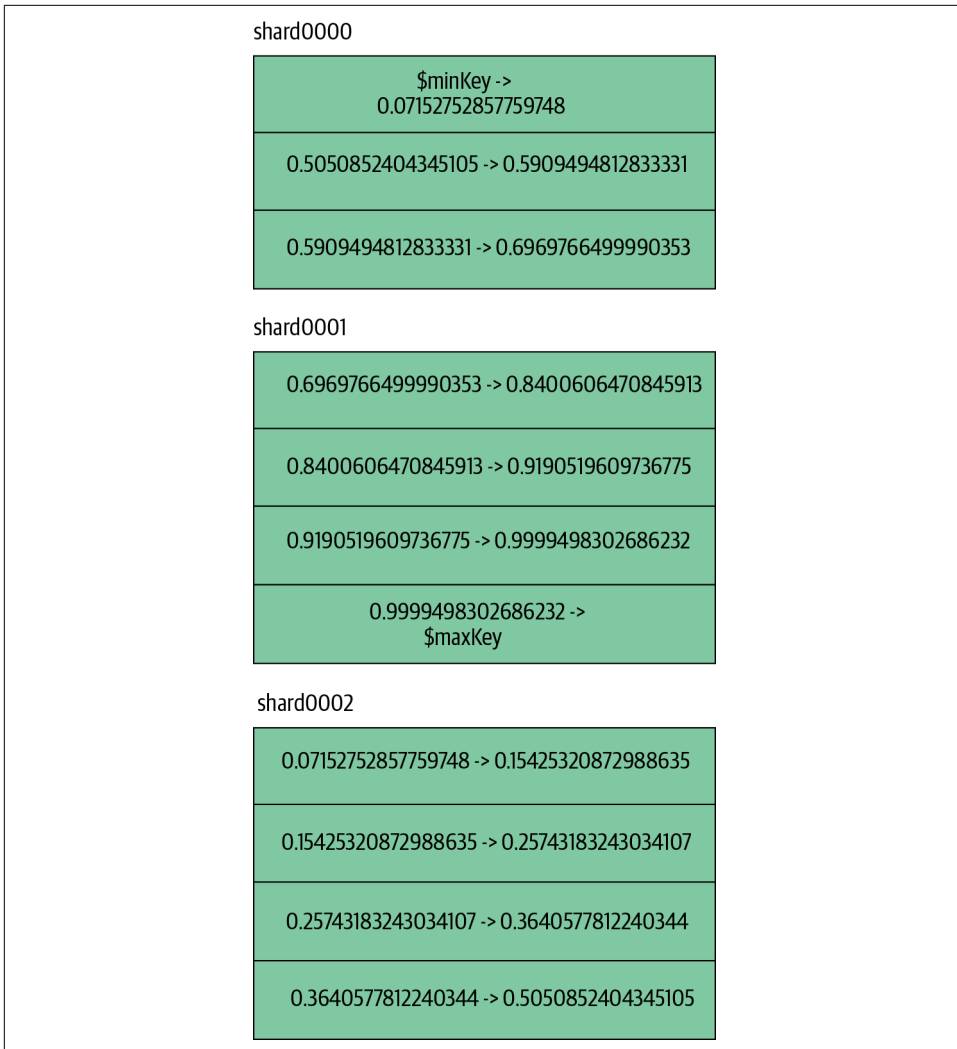 shard0000
$minKey ->
0.07152752857759748
0.5050852404345105 -> 0.5909494812833331
0.5909494812833331 -> 0.6969766499990353
shard0001
0.6969766499990353 -> 0.8400606470845913
0.8400606470845913 -> 0.9190519609736775
0.9190519609736775 -> 0.9999498302686232
0.9999498302686232 ->
$maxKey
shard0002
0.07152752857759748 -> 0.15425320872988635
0.15425320872988635 -> 0.25743183243034107
0.25743183243034107 -> 0.3640577812240344
0.3640577812240344 -> 0.5050852404345105